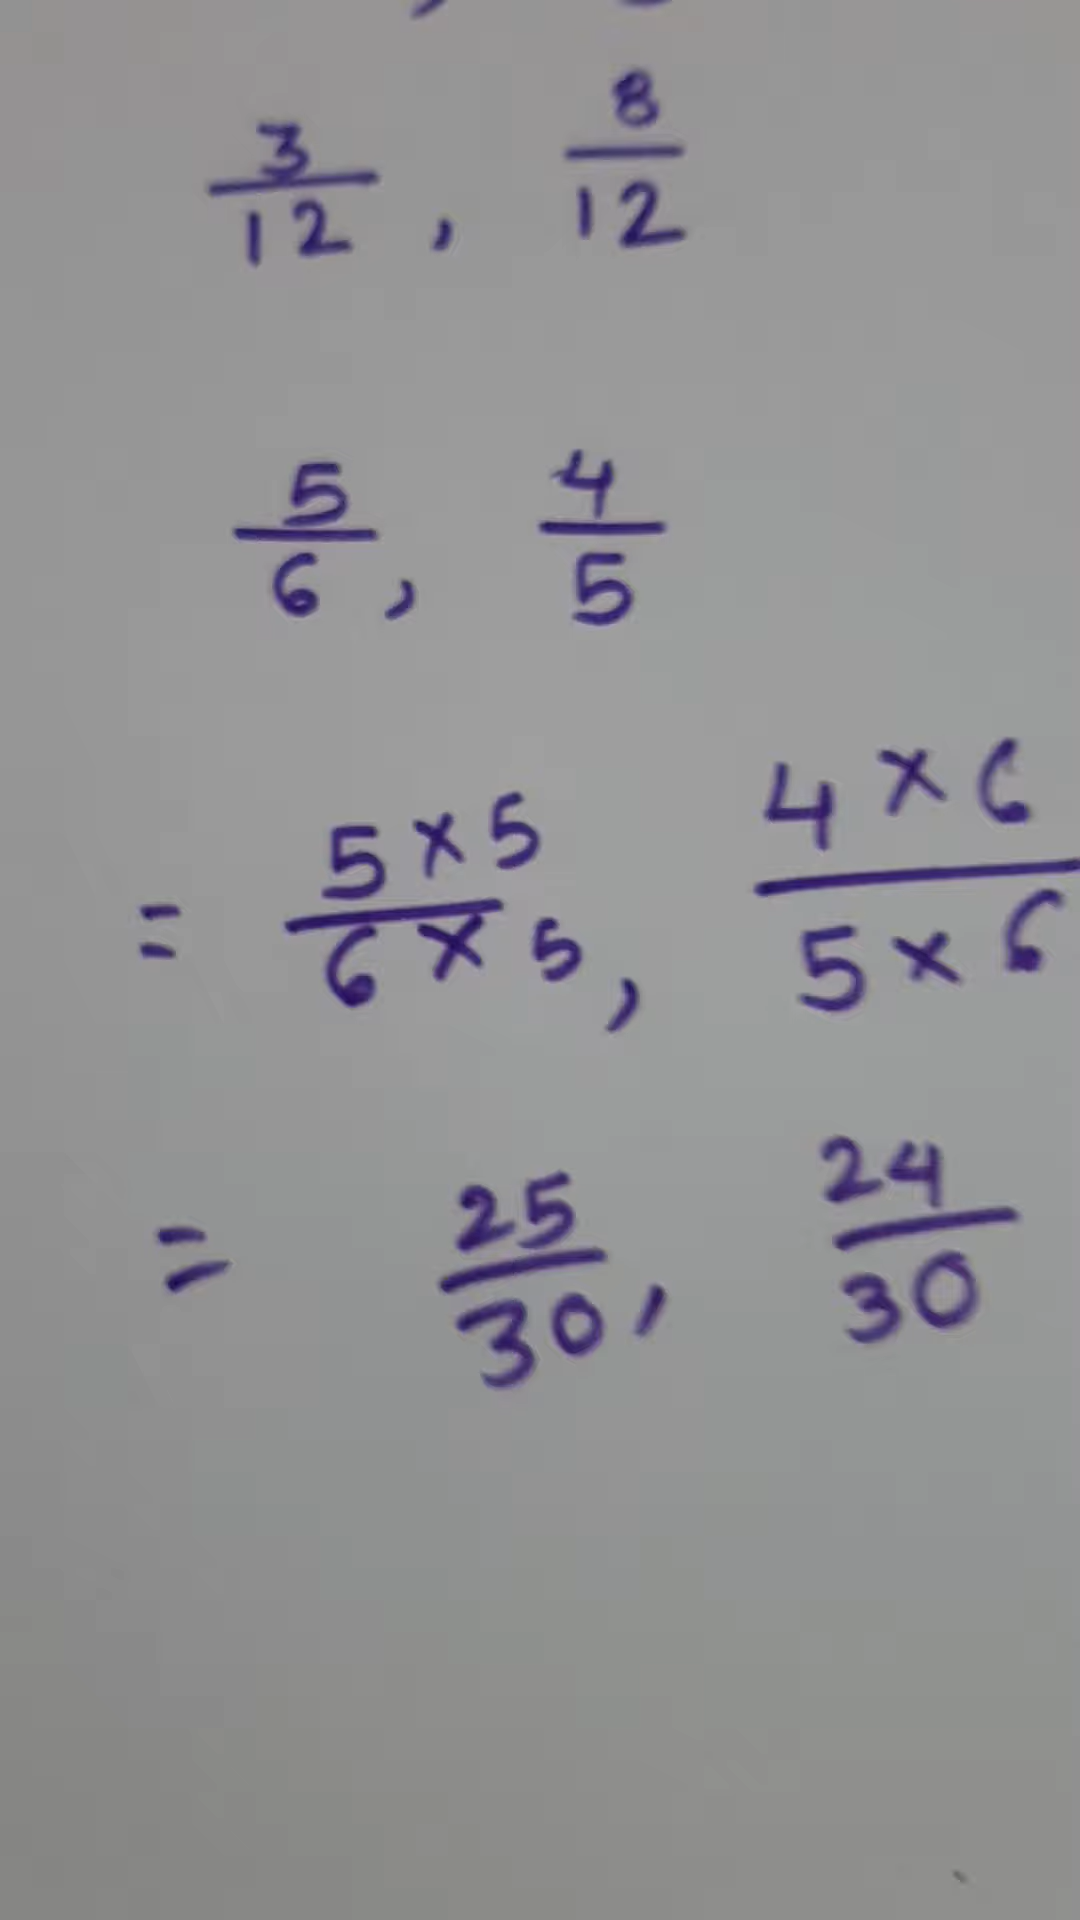 3/12 , 8/12
5/6 , 4/5
= 5×5/6×5 , 4×6/5×6
= 25/30 , 24/30